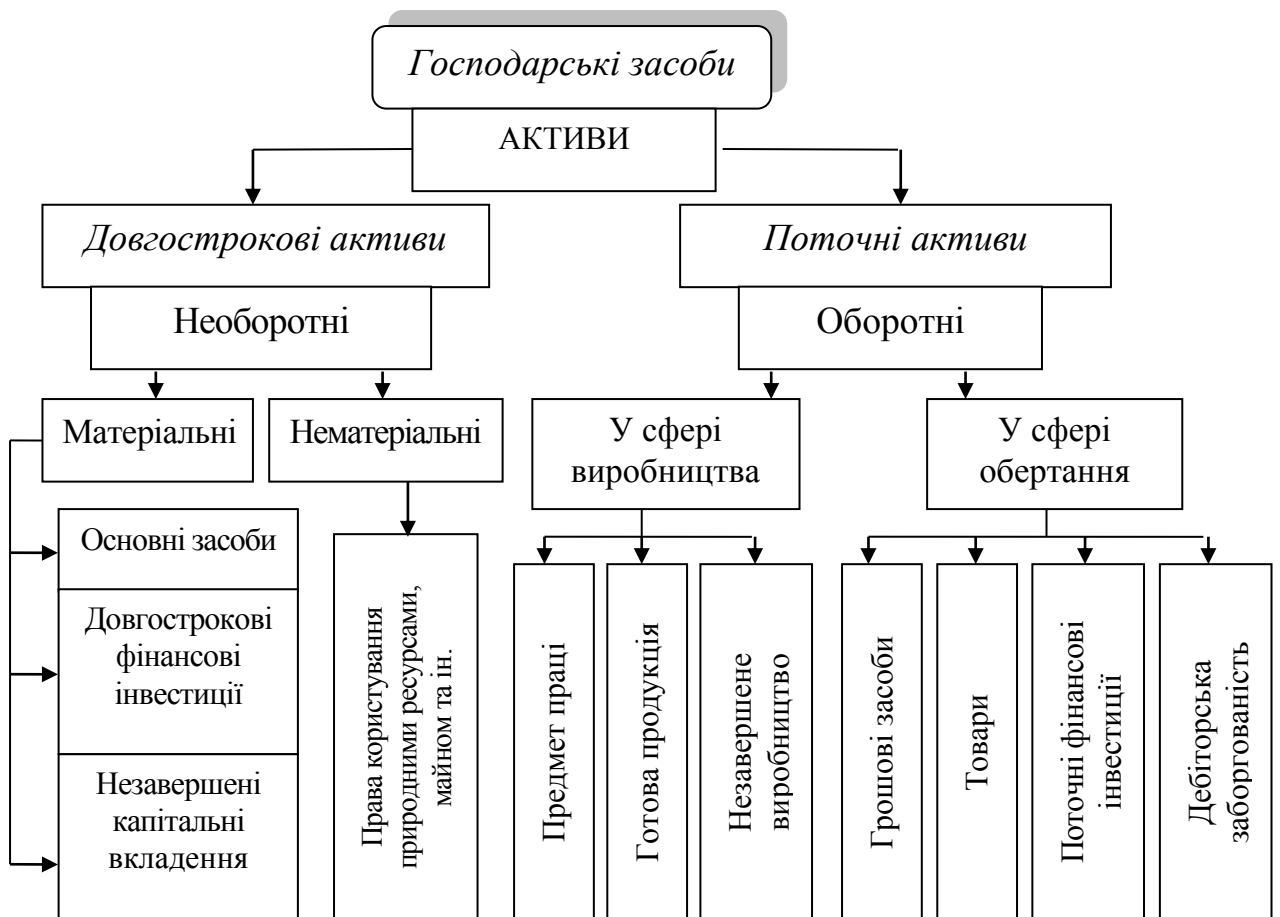 Господарські засоби
АКТИВИ
Довгострокові активи
Поточні активи
Необоротні
Оборотні
Матеріальні
Нематеріальні
У сфері
виробництва
У сфері
обертання
Основні засоби
Довгострокові
фінансові
інвестиції
Незавершені
капітальні
вкладення
Права користування
природними ресурсами,
майном та ін.
Предмет праці
Готова продукція
Незавершене
виробництво
Грошові засоби
Товари
Поточні фінансові
інвестиції
Дебіторська
заборгованість